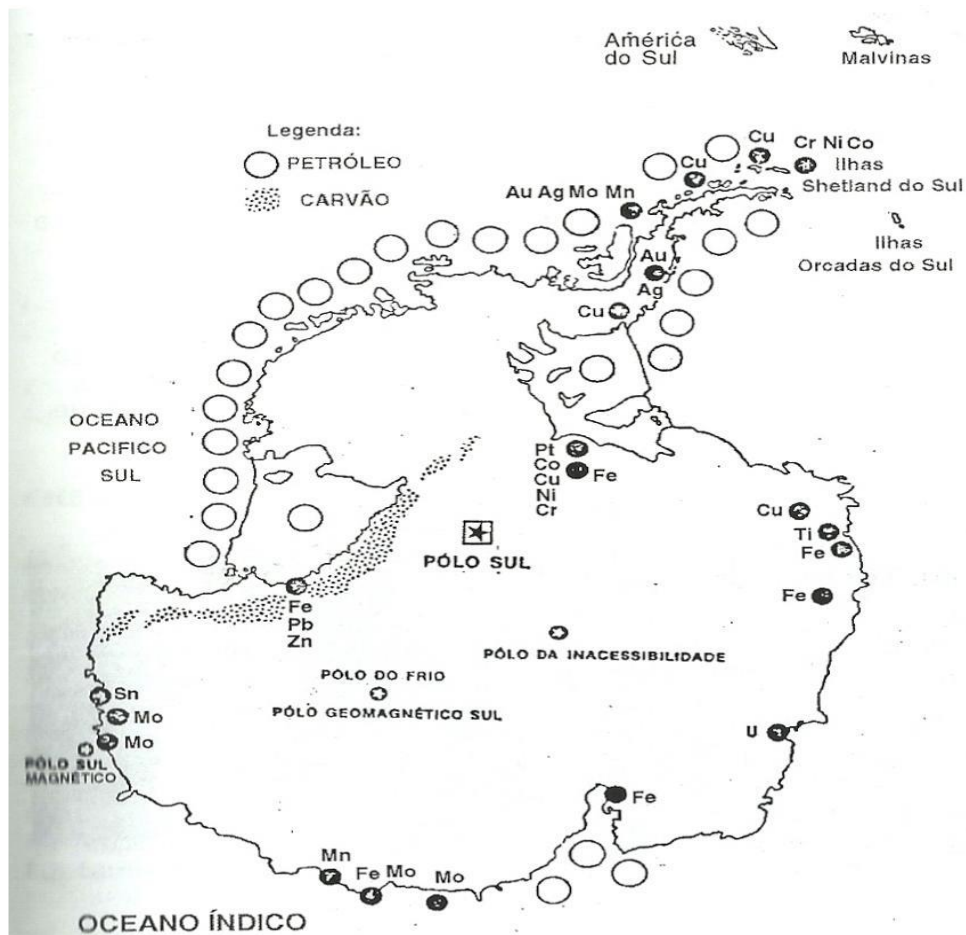 América
do Sul
Malvinas
Legenda:
PETRÓLEO
CARVÃO
Cu
Cr Ni Co
Ilhas
Shetland do Sul
Cu
Au Ag Mo Mn
Ilhas
Orcadas do Sul
Au
Ag
Cu
OCEANO
PACIFICO
SUL
Pt
Co
Cu
Ni
Cr
Fe
Cu
Ti
Fe
Fe
PÓLO SUL
Fe
Pb
Zn
PÓLO DA INACESSIBILIDADE
PÓLO DO FRIO
PÓLO GEOMAGNÉTICO SUL
Sn
Mo
Mo
PÓLO SUL
MAGNÉTICO
U
Fe
Mn
Fe Mo
Mo
OCEANO ÍNDICO